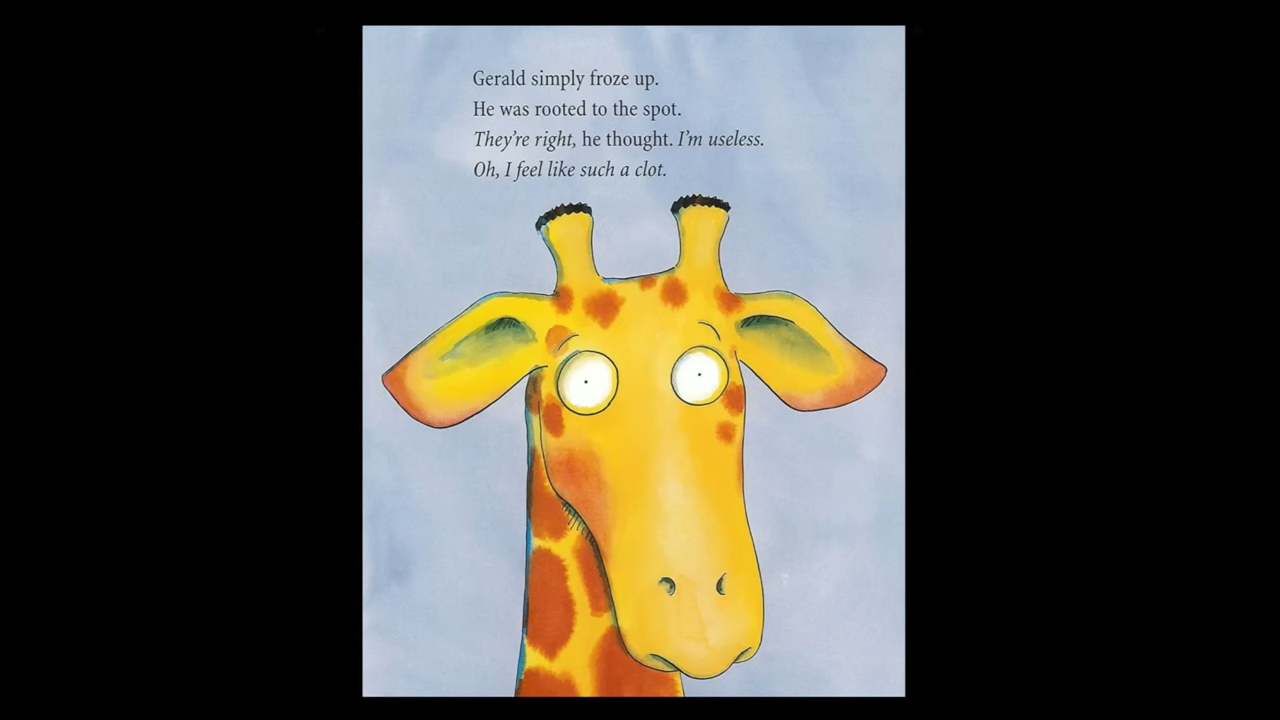 Gerald simply froze up.
He was rooted to the spot.
They're right, he thought. I'm useless.
Oh, I feel like such a clot.